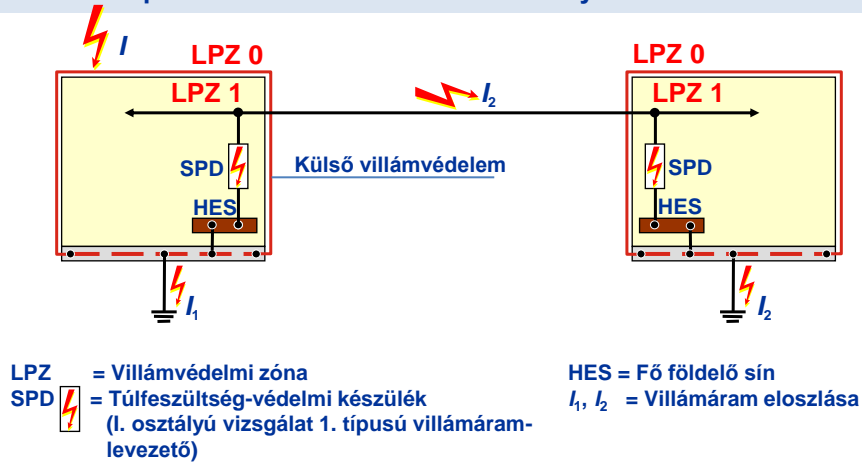 I
LPZ 0
LPZ 0
LPZ 1
I2
LPZ 1
SPD
Külső villámvédelem
SPD
HES
HES
I1
I2
LPZ = Villámvédelmi zóna
HES = Fő földelő sín
SPD = Túlfeszültség-védelmi készülék
I1, I2 = Villámáram eloszlása
(I. osztályú vizsgálat 1. típusú villámáram-
levezető)